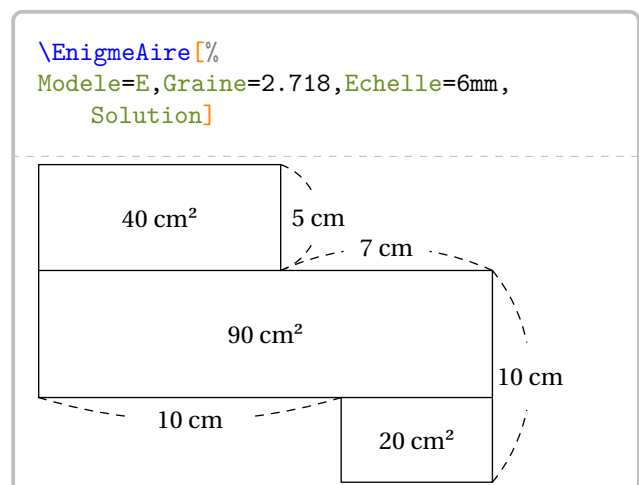 \EnigmeAire[%
Modele=E,Graine=2.718,Echelle=6mm,
Solution]
40 cm²
5 cm
7 cm
90 cm²
10 cm
10 cm
20 cm²